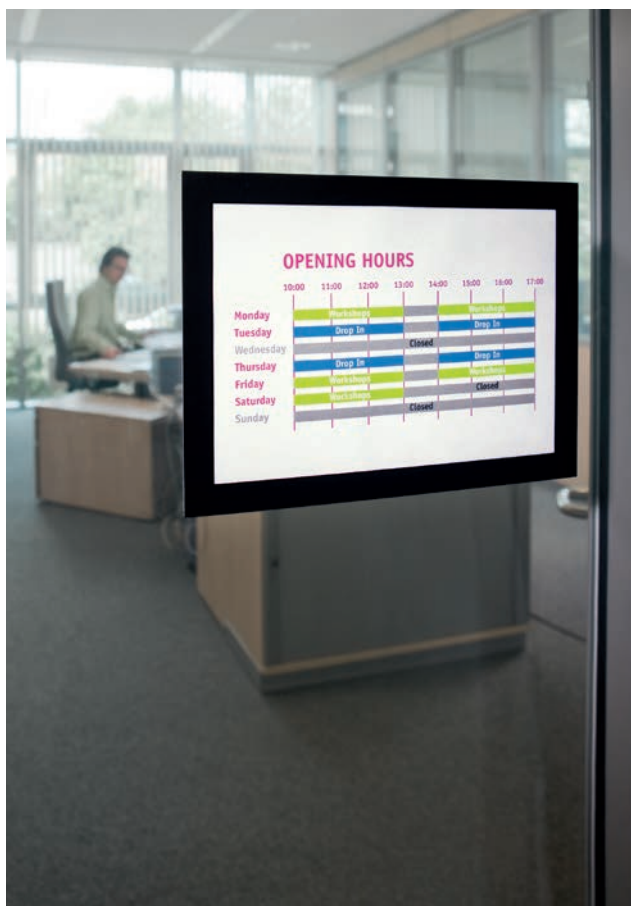 OPENING HOURS
10:00 11:00 12:00 13:00 14:00 15:00 16:00 17:00
Monday Workshops Workshops
Tuesday Drop In Drop In
Wednesday Closed
Thursday Drop In Drop In
Friday Workshops Workshops
Saturday Workshops Closed
Sunday Closed